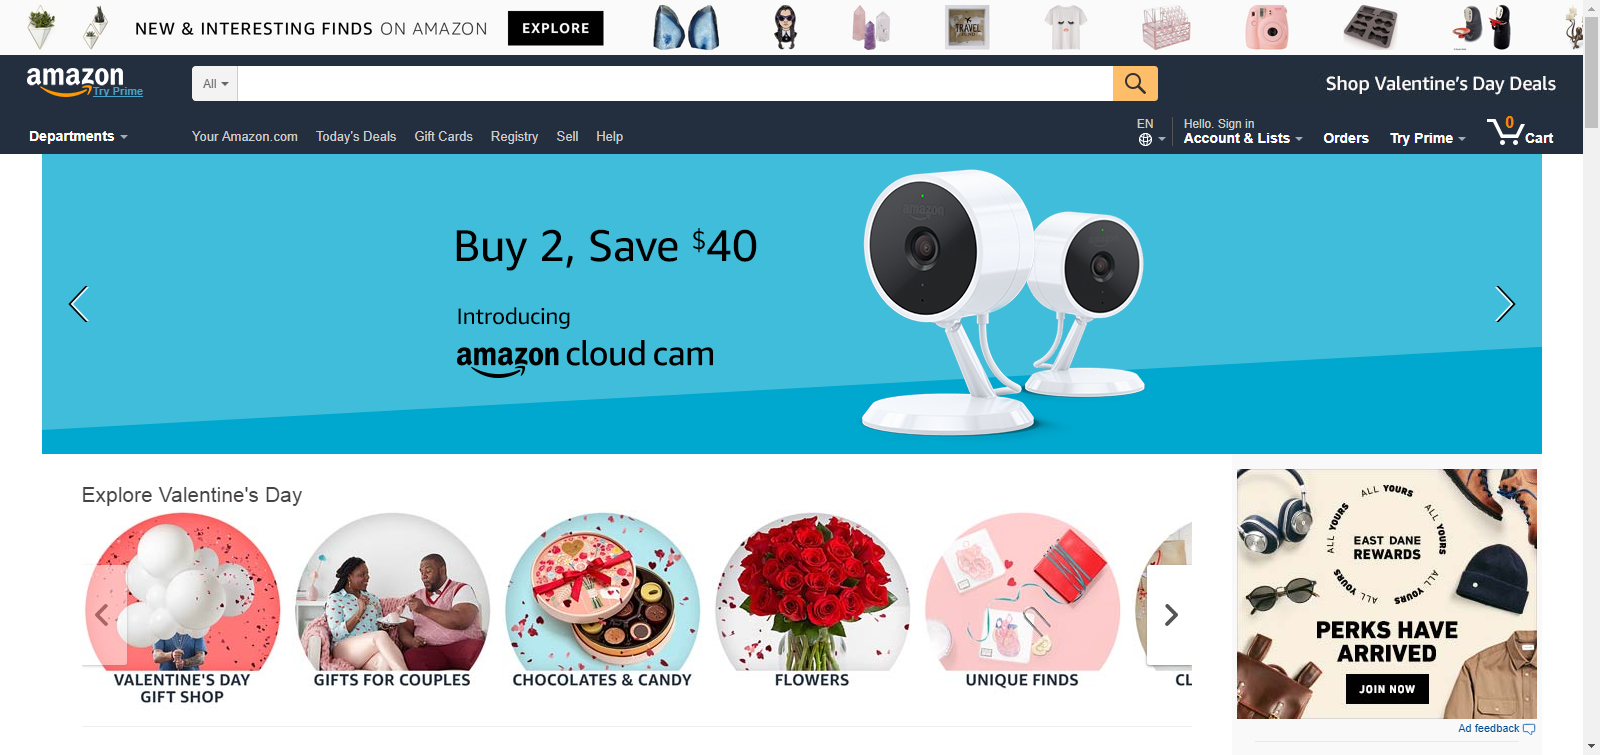 NEW & INTERESTING FINDS ON AMAZON EXPLORE
amazon
Try Prime
All
Shop Valentine's Day Deals
Departments
Your Amazon.com Today's Deals Gift Cards Registry Sell Help
EN
Hello. Sign in
Account & Lists
Orders
Try Prime
0
Cart
Buy 2, Save $40
Introducing
amazon cloud cam
Explore Valentine's Day
VALENTINE'S DAY
GIFT SHOP
GIFTS FOR COUPLES
CHOCOLATES & CANDY
FLOWERS
UNIQUE FINDS
CL
ALL YOURS
ALL YOURS
ALL YOURS
ALL YOURS
ALL YOURS
EAST DANE
REWARDS
PERKS HAVE
ARRIVED
JOIN NOW
Ad feedback